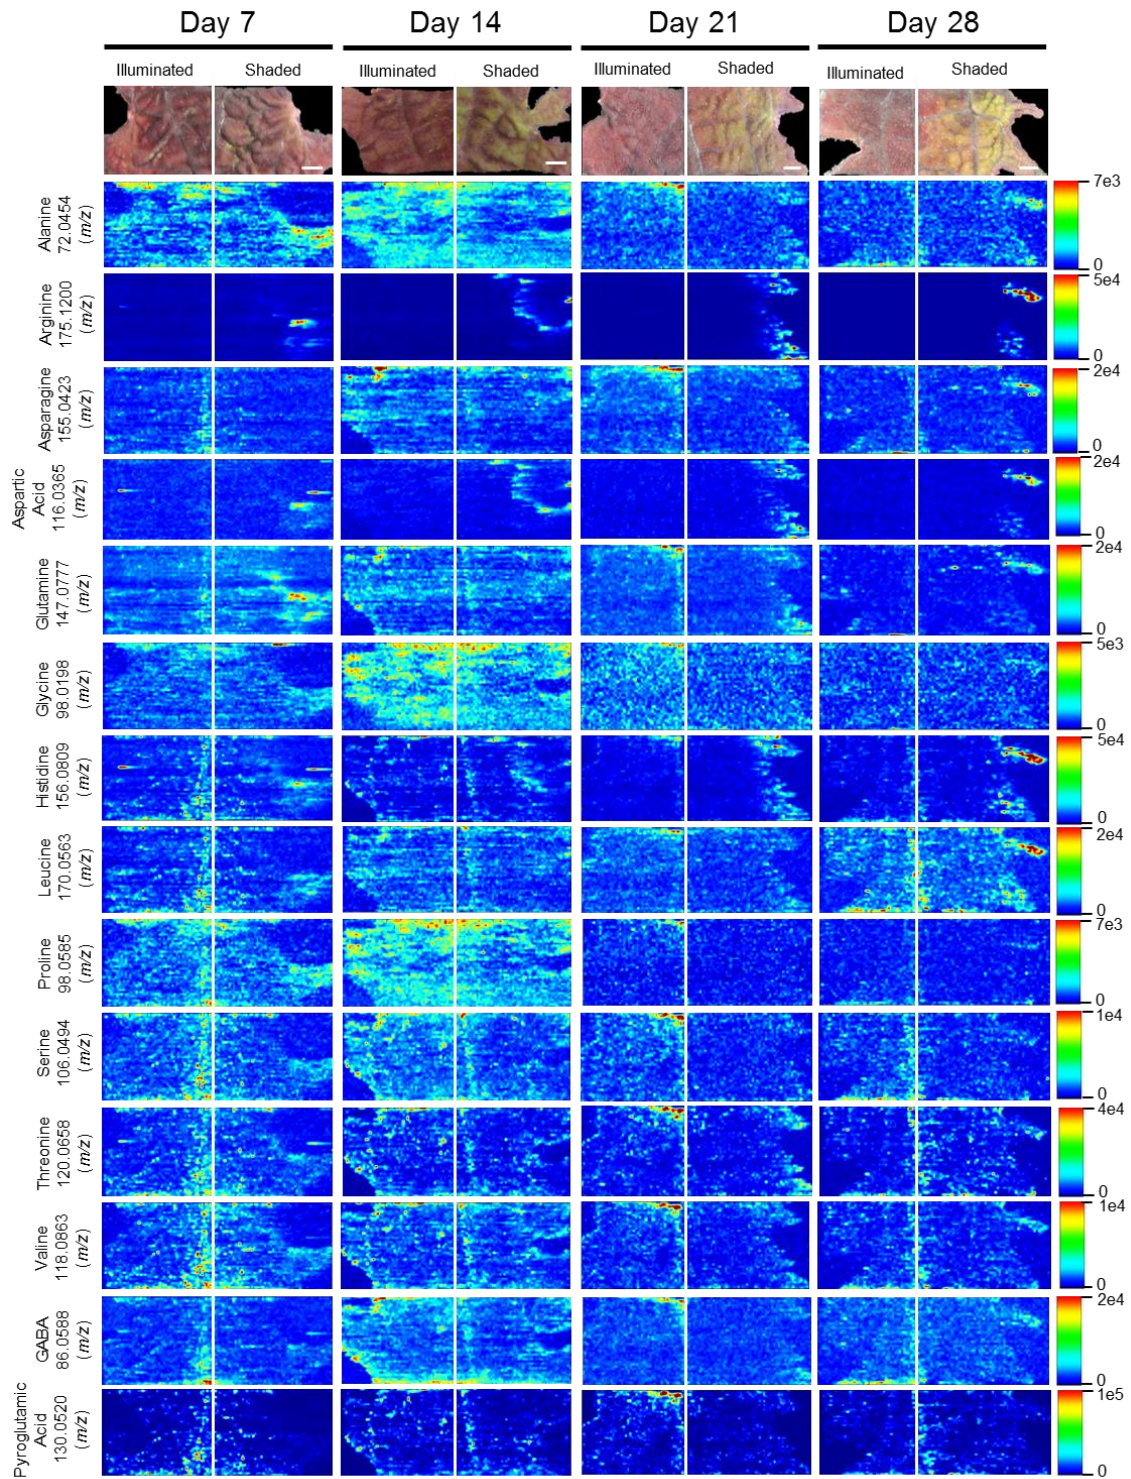 Day 7 Day 14 Day 21 Day 28
Illuminated Shaded Illuminated Shaded Illuminated Shaded Illuminated Shaded
Alanine
72.0454
(m/z)
7e3
0
Arginine
175.1200
(m/z)
5e4
0
Asparagine
155.0423
(m/z)
2e4
0
Aspartic
Acid
116.0365
(m/z)
2e4
0
Glutamine
147.0777
(m/z)
2e4
0
Glycine
98.0198
(m/z)
5e3
0
Histidine
156.0809
(m/z)
5e4
0
Leucine
170.0563
(m/z)
2e4
0
Proline
98.0585
(m/z)
7e3
0
Serine
106.0494
(m/z)
1e4
0
Threonine
120.0658
(m/z)
4e4
0
Valine
118.0863
(m/z)
1e4
0
GABA
86.0588
(m/z)
2e4
0
Pyroglutamic
Acid
130.0520
(m/z)
1e5
0